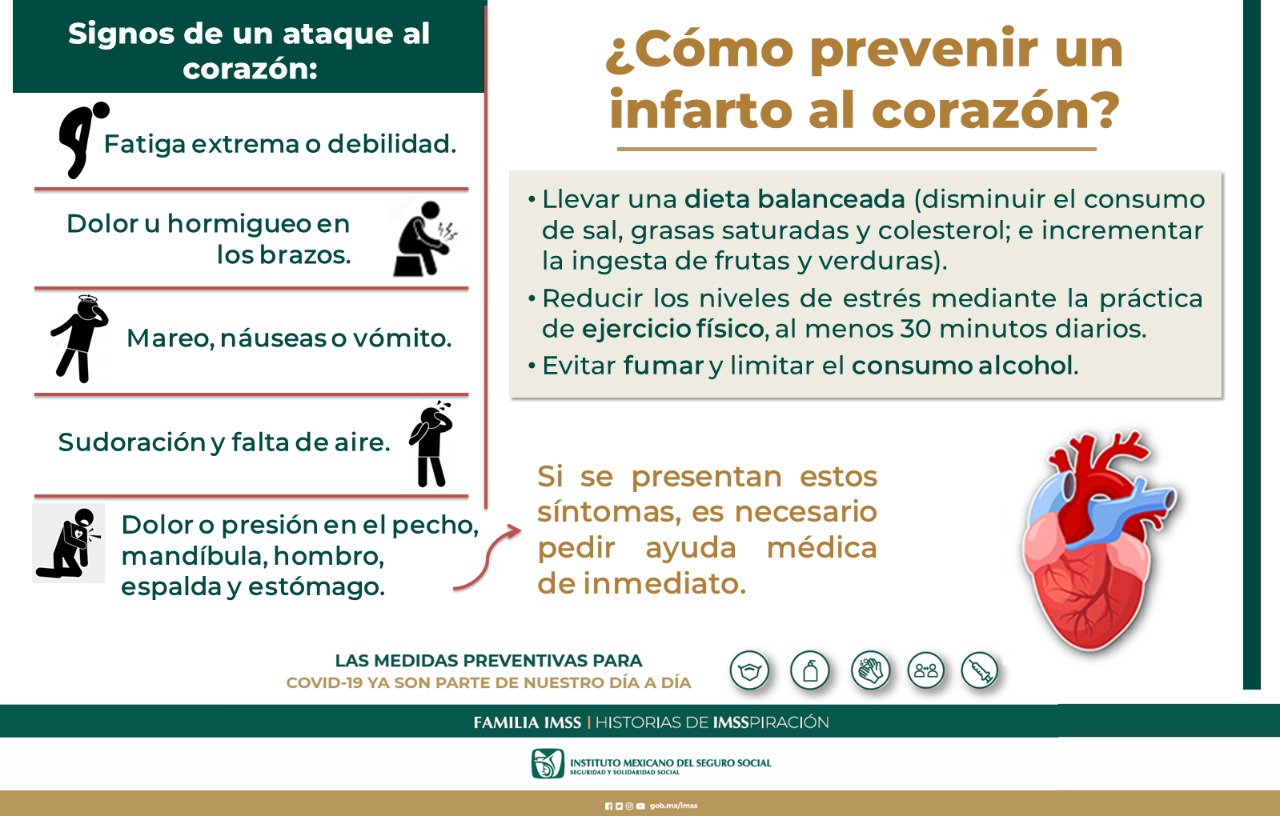 Signos de un ataque al
corazón:
Fatiga extrema o debilidad.
Dolor u hormigueo en
los brazos.
Mareo, náuseas o vómito.
Sudoración y falta de aire.
Dolor o presión en el pecho,
mandíbula, hombro,
espalda y estómago.
¿Cómo prevenir un
infarto al corazón?
• Llevar una dieta balanceada (disminuir el consumo
de sal, grasas saturadas y colesterol; e incrementar
la ingesta de frutas y verduras).
• Reducir los niveles de estrés mediante la práctica
de ejercicio físico, al menos 30 minutos diarios.
• Evitar fumar y limitar el consumo alcohol.
Si se presentan estos
síntomas, es necesario
pedir ayuda médica
de inmediato.
LAS MEDIDAS PREVENTIVAS PARA
COVID-19 YA SON PARTE DE NUESTRO DÍA A DÍA
FAMILIA IMSS | HISTORIAS DE IMSSPIRACIÓN
INSTITUTO MEXICANO DEL SEGURO SOCIAL
SEGURIDAD Y SOLIDARIDAD SOCIAL
gob.mx/imss